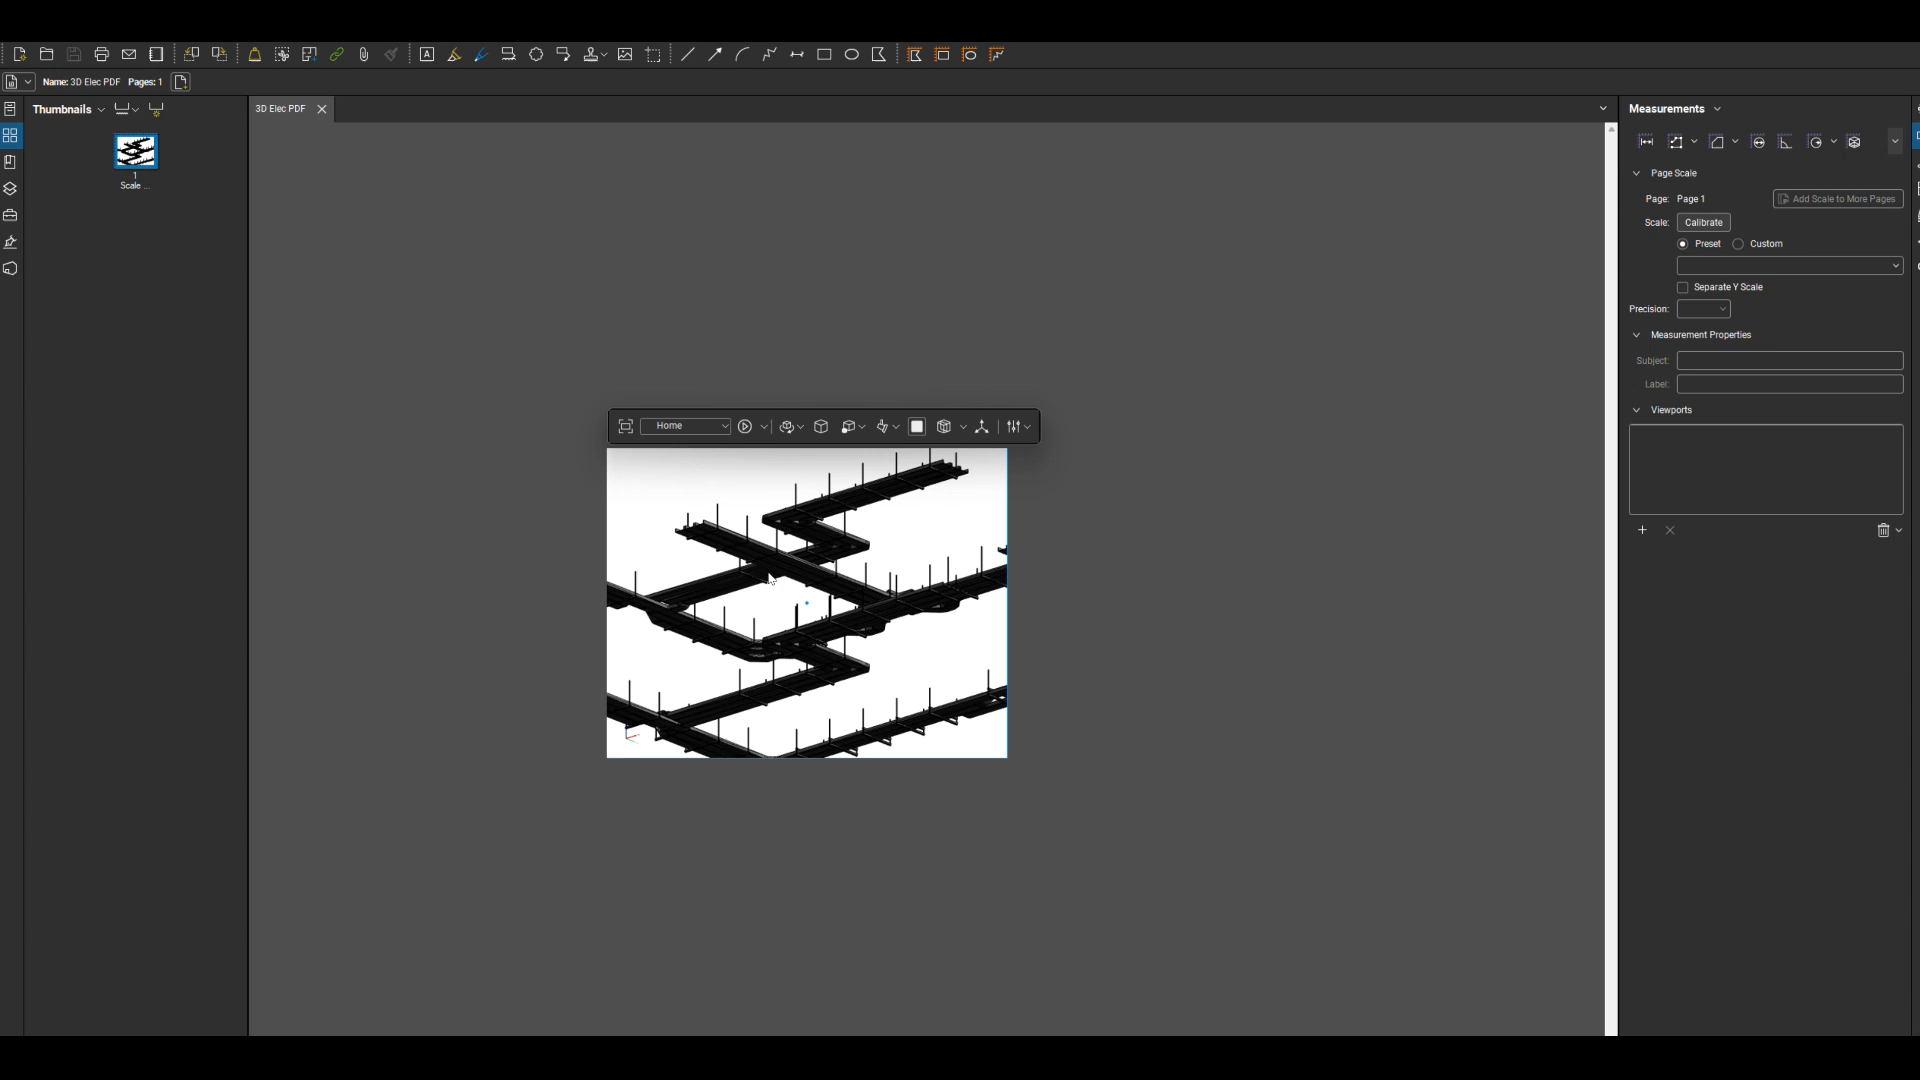 Name: 3D Elec PDF Pages: 1
Thumbnails
1
Scale ...
3D Elec PDF
Home
Measurements
Page Scale
Page: Page 1
Add Scale to More Pages
Scale: Calibrate
Preset Custom
Separate Y Scale
Precision:
Measurement Properties
Subject:
Label:
Viewports